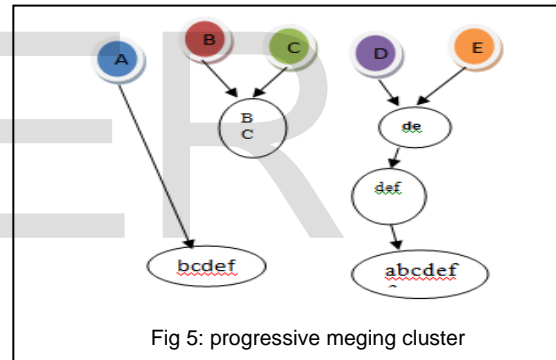 A B C D E
B
C
de
def
bcdef
abcdef
Fig 5: progressive meging cluster